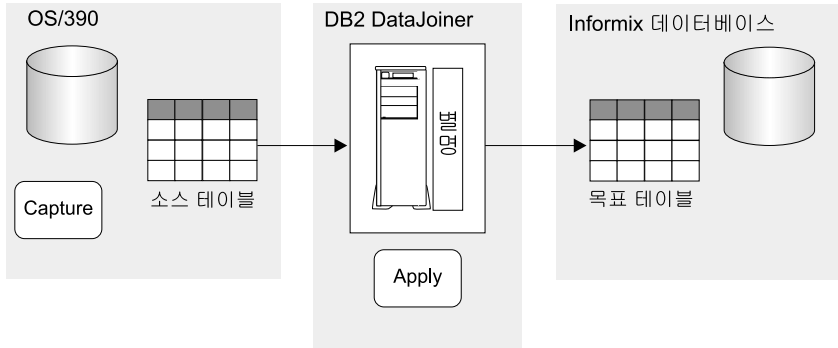 OS/390
소스 테이블
Capture
DB2 DataJoiner
별명
Apply
Informix 데이터베이스
목표 테이블